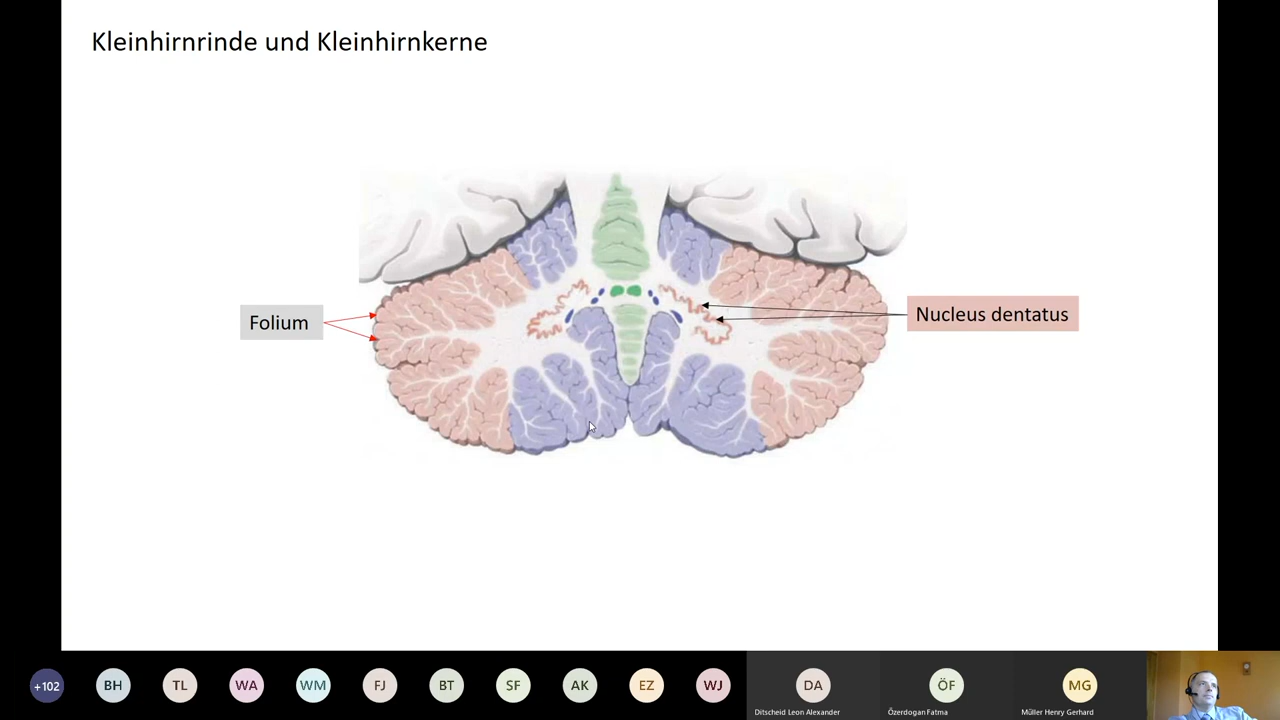 Kleinhirnrinde und Kleinhirnkerne
Folium
Nucleus dentatus
+102
BH
TL
WA
WM
FJ
BT
SF
AK
EZ
WJ
DA
ÖF
MG
Ditscheid Leon Alexander
Özerdogan Fatma
Müller Henry Gerhard